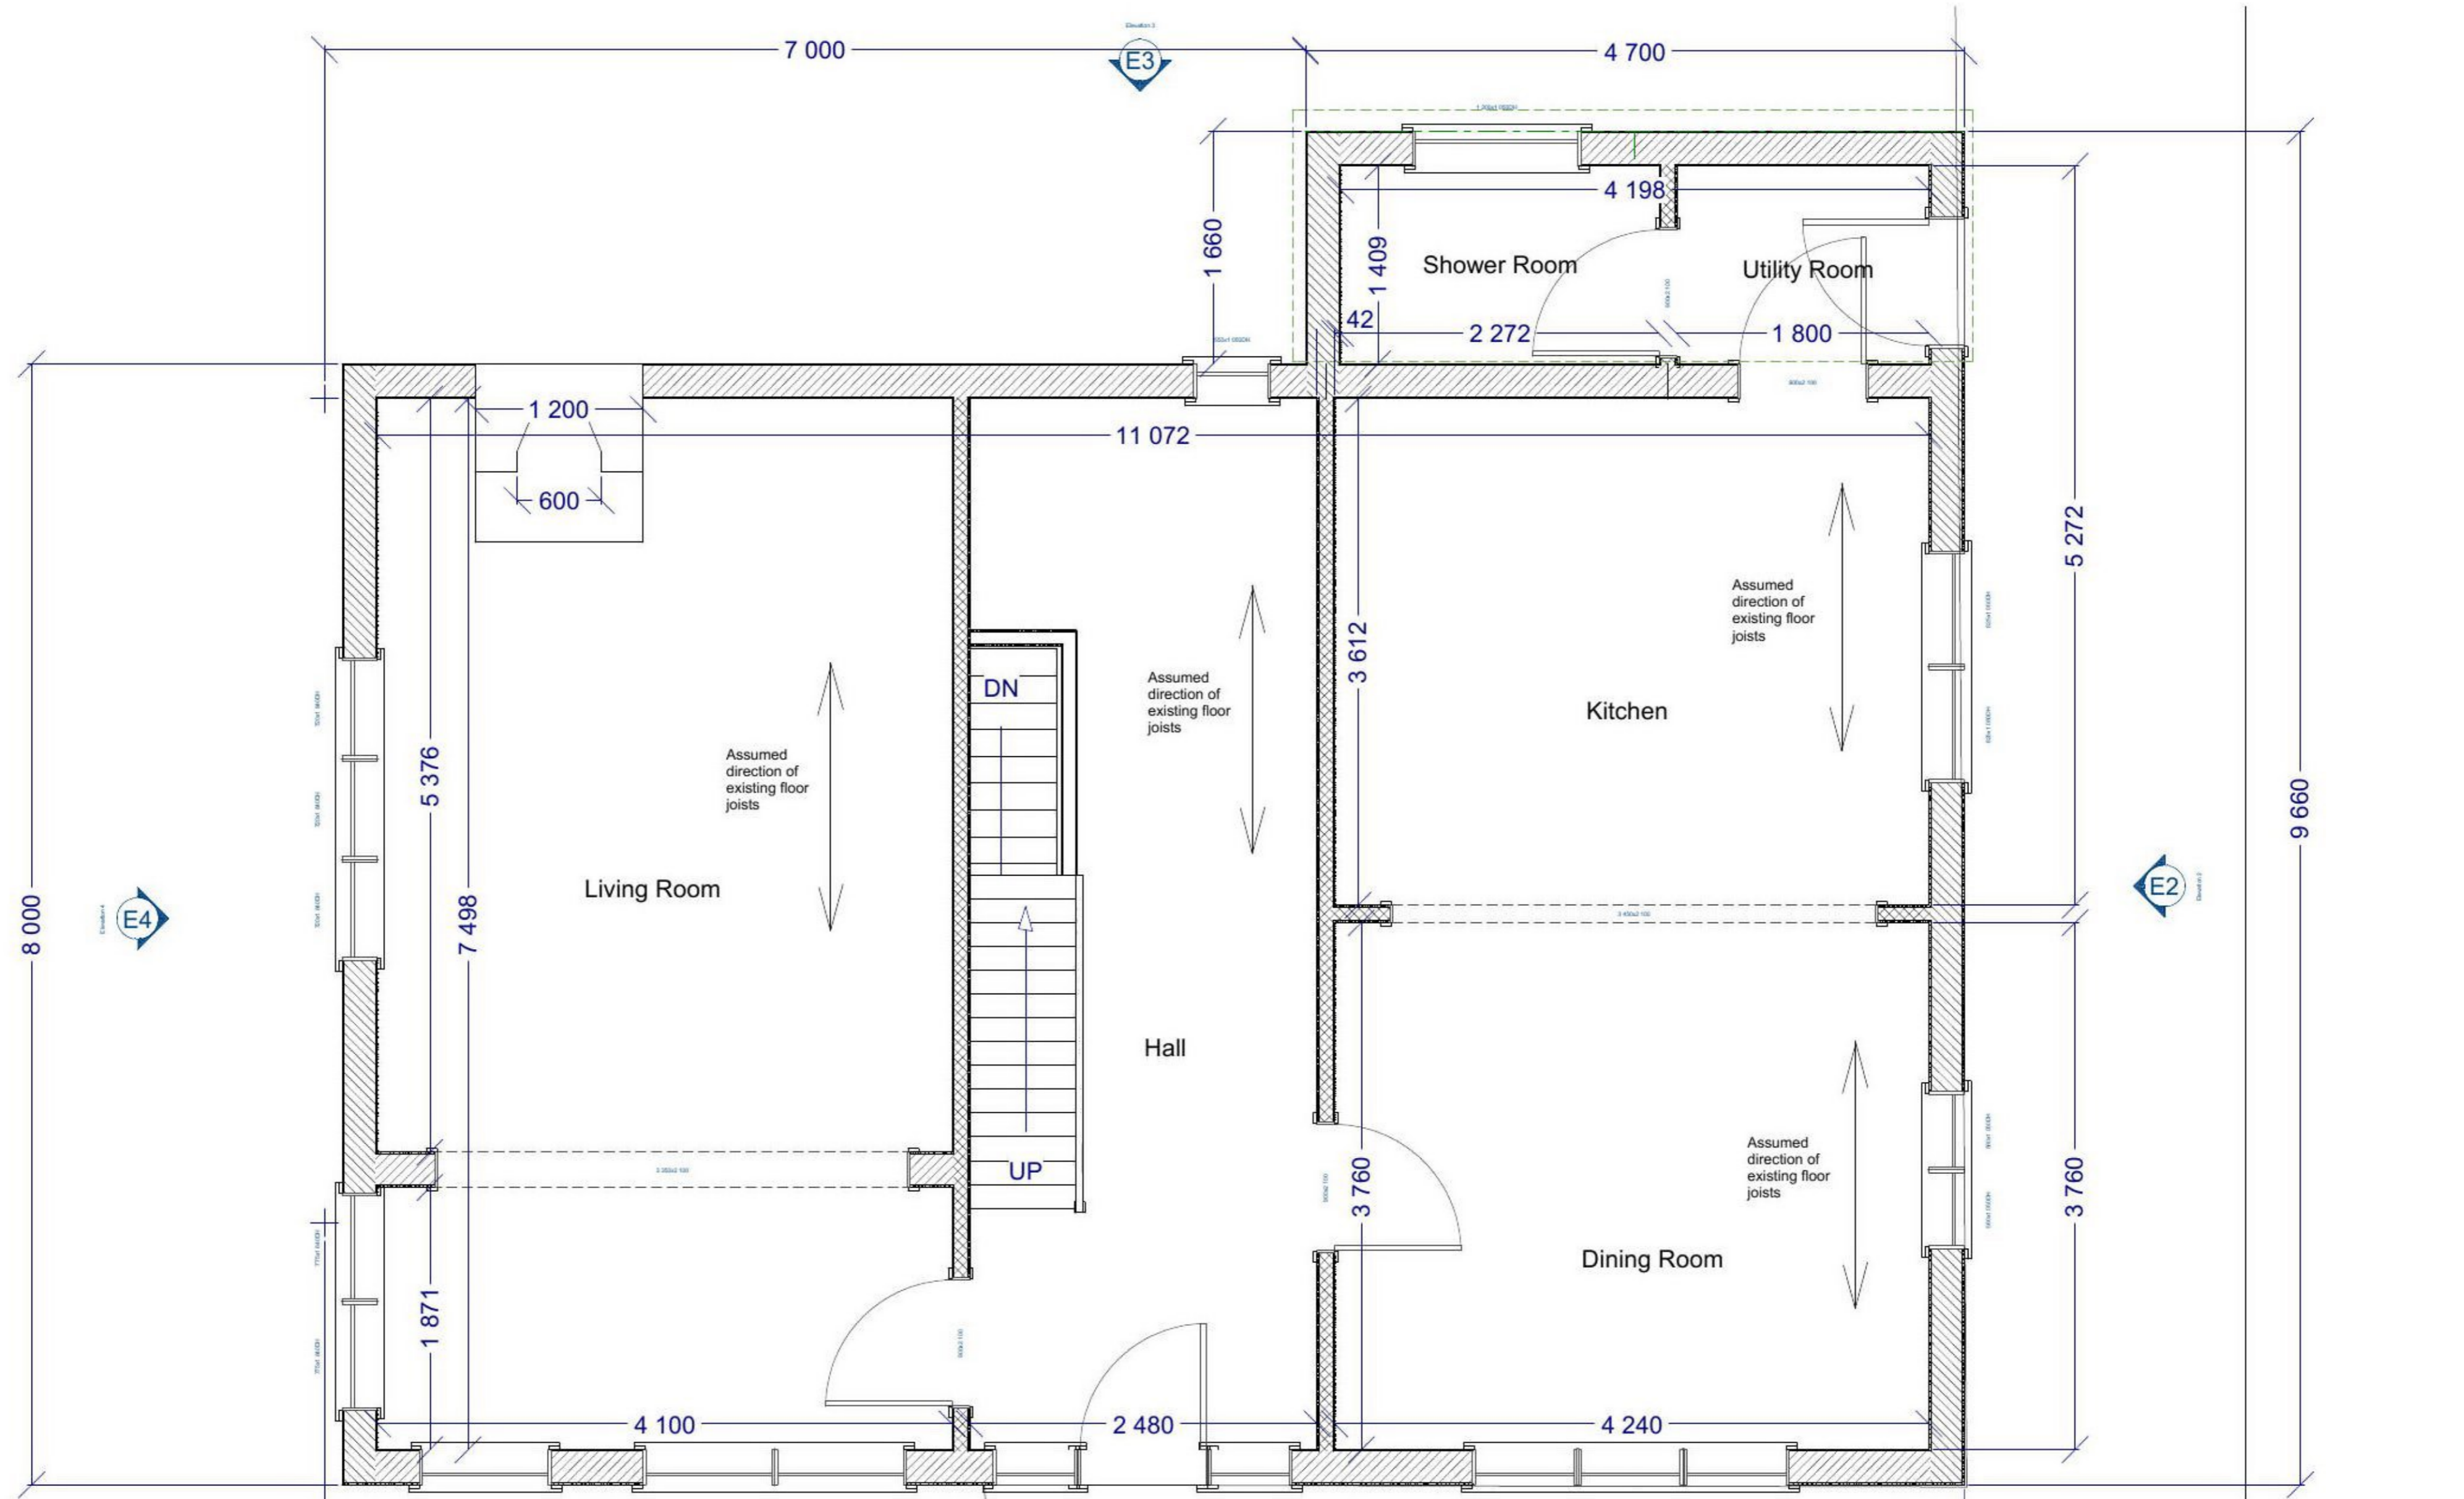 Elevation 3
7 000
E3
4 700
1 660
4 198
1 409
Shower Room
Utility Room
42
2 272
1 800
1 200
11 072
600
5 272
Assumed
direction of
existing floor
joists
3 612
DN
Assumed
direction of
existing floor
joists
Kitchen
Assumed
direction of
existing floor
joists
5 376
9 660
Living Room
E2
8 000
E4
7 498
Hall
UP
Assumed
direction of
existing floor
joists
3 760
3 760
Dining Room
1 871
4 100
2 480
4 240